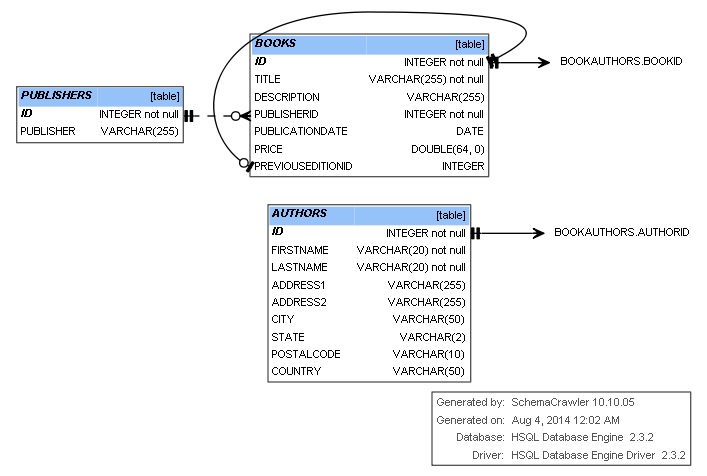 BOOKS [table]
ID INTEGER not null
TITLE VARCHAR(255) not null
DESCRIPTION VARCHAR(255)
PUBLISHERID INTEGER not null
PUBLICATIONDATE DATE
PRICE DOUBLE(64, 0)
PREVIOUSEDITIONID INTEGER
BOOKAUTHORS.BOOKID
PUBLISHERS [table]
ID INTEGER not null
PUBLISHER VARCHAR(255)
AUTHORS [table]
ID INTEGER not null
FIRSTNAME VARCHAR(20) not null
LASTNAME VARCHAR(20) not null
ADDRESS1 VARCHAR(255)
ADDRESS2 VARCHAR(255)
CITY VARCHAR(50)
STATE VARCHAR(2)
POSTALCODE VARCHAR(10)
COUNTRY VARCHAR(50)
BOOKAUTHORS.AUTHORID
Generated by: SchemaCrawler 10.10.05
Generated on: Aug 4, 2014 12:02 AM
Database: HSQL Database Engine 2.3.2
Driver: HSQL Database Engine Driver 2.3.2